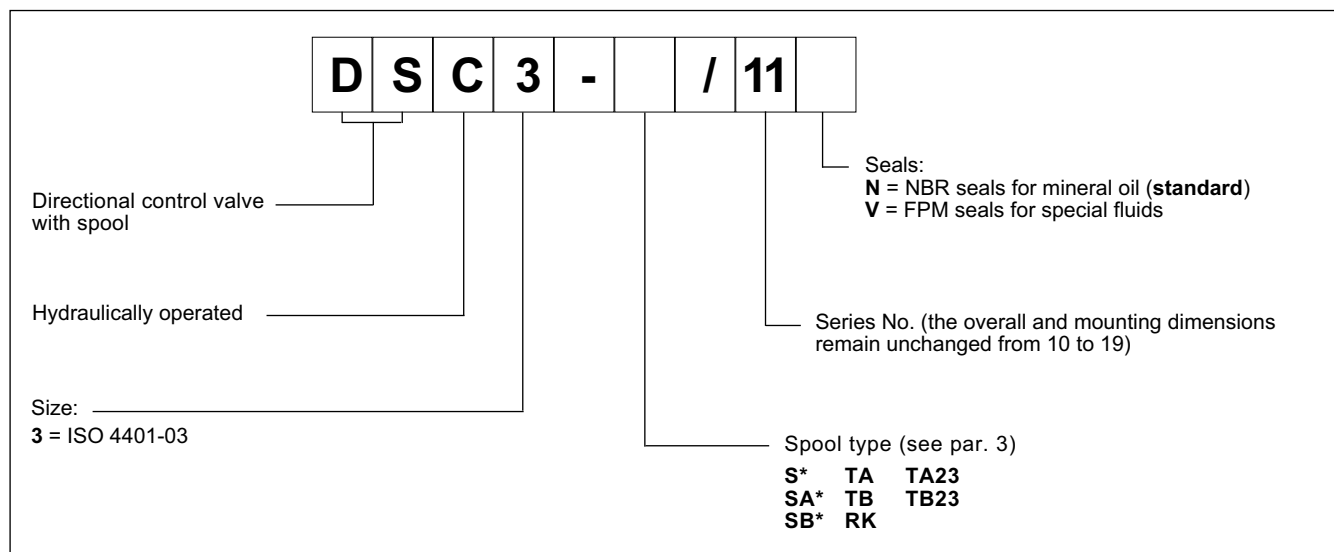 D S C 3 - / 11
Directional control valve
with spool
Hydraulically operated
Size:
3 = ISO 4401-03
Seals:
N = NBR seals for mineral oil (standard)
V = FPM seals for special fluids
Series No. (the overall and mounting dimensions
remain unchanged from 10 to 19)
Spool type (see par. 3)
S* TA TA23
SA* TB TB23
SB* RK